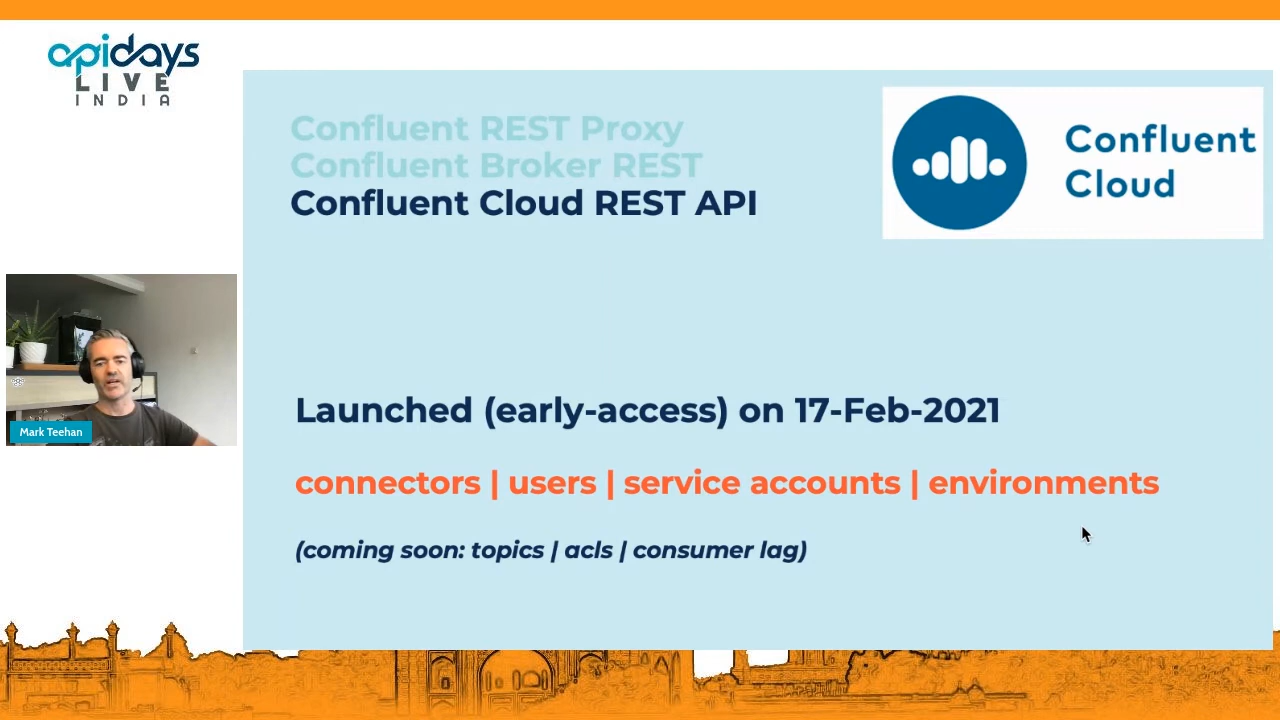 apidays
LIVE
INDIA
Confluent REST Proxy
Confluent Broker REST
Confluent Cloud REST API
Confluent
Cloud
Mark Teehan
Launched (early-access) on 17-Feb-2021
connectors | users | service accounts | environments
(coming soon: topics | acls | consumer lag)